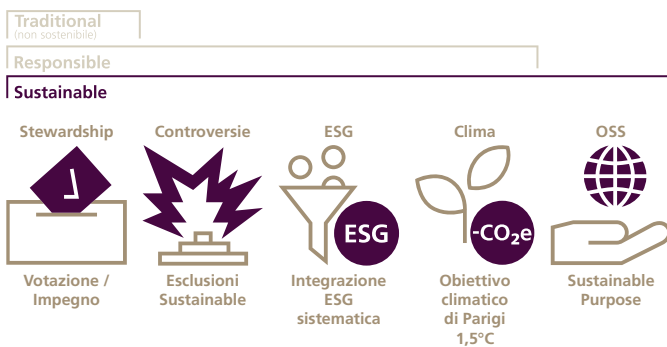 Traditional
(non sostenibile)
Responsible
Sustainable
Stewardship
Controversie
ESG
Clima
OSS
ESG
-CO₂e
Votazione /
Impegno
Esclusioni
Sustainable
Integrazione
ESG
sistematica
Obiettivo
climatico
di Parigi
1,5°C
Sustainable
Purpose